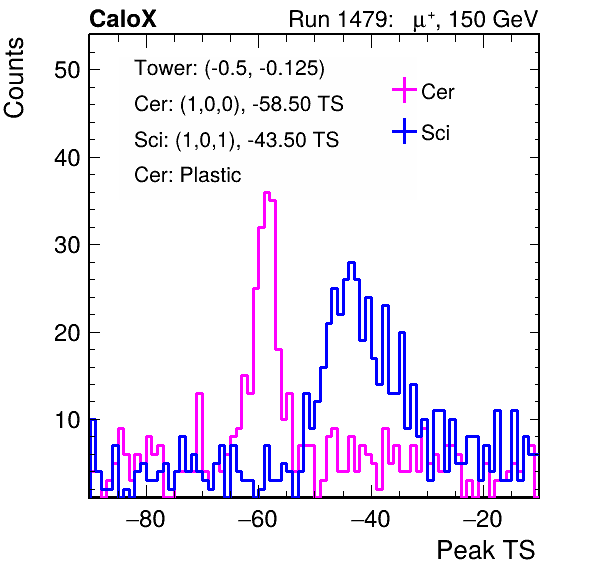 CaloX Run 1479: μ⁺, 150 GeV
Counts
50
40
30
20
10
Tower: (-0.5, -0.125)
Cer: (1,0,0), -58.50 TS
Sci: (1,0,1), -43.50 TS
Cer: Plastic
Cer
Sci
−80 −60 −40 −20
Peak TS